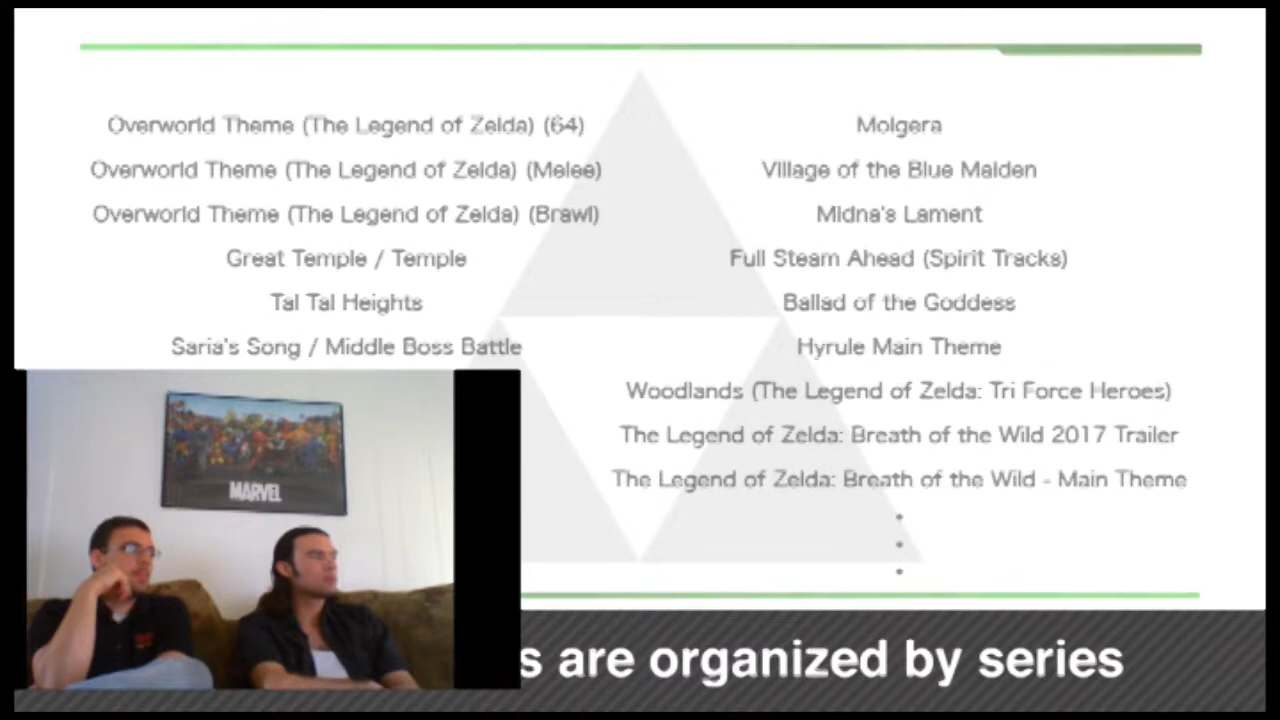 Overworld Theme (The Legend of Zelda) (64)
Overworld Theme (The Legend of Zelda) (Melee)
Overworld Theme (The Legend of Zelda) (Brawl)
Great Temple / Temple
Tal Tal Heights
Saria's Song / Middle Boss Battle
Molgera
Village of the Blue Maiden
Midna's Lament
Full Steam Ahead (Spirit Tracks)
Ballad of the Goddess
Hyrule Main Theme
Woodlands (The Legend of Zelda: Tri Force Heroes)
The Legend of Zelda: Breath of the Wild 2017 Trailer
The Legend of Zelda: Breath of the Wild - Main Theme
MARVEL
s are organized by series